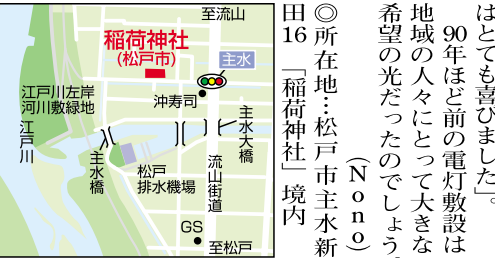 はとても喜びました」。
90年ほど前の電灯敷設は
地域の人々にとって大きな
希望の光だったのでしょう。
（Nono）
◎所在地…松戸市主水新
田16 「稲荷神社」境内
至流山
稲荷神社
(松戸市)
主水
沖寿司
江戸川左岸
河川敷緑地
江戸川
主水橋
主水大橋
松戸
排水機場
流山街道
GS
至松戸